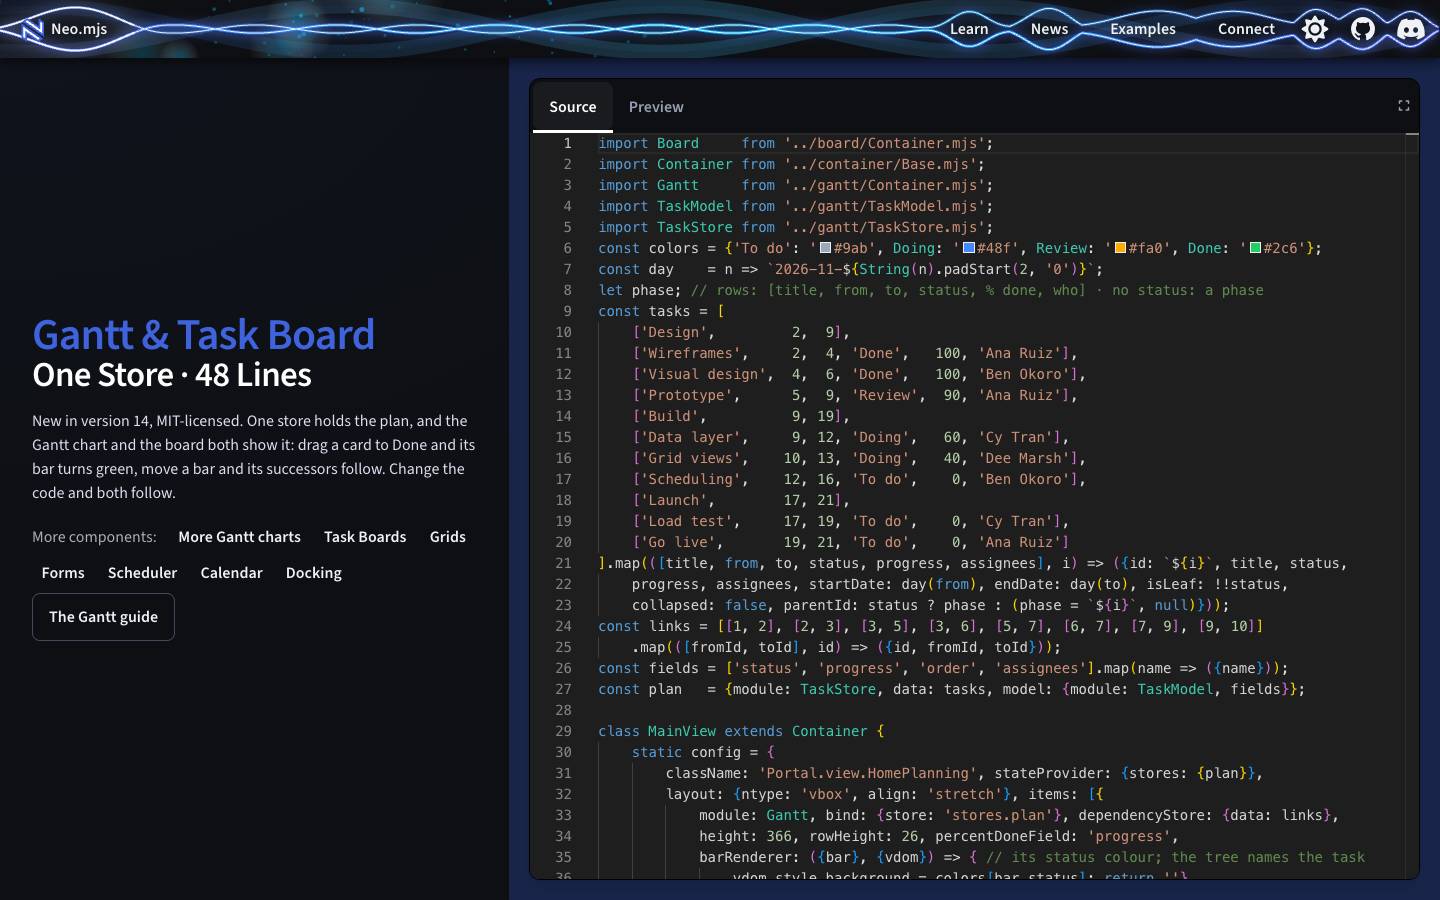 Neo.mjs
Learn News Examples Connect
Gantt & Task Board
One Store · 48 Lines
New in version 14, MIT-licensed. One store holds the plan, and the
Gantt chart and the board both show it: drag a card to Done and its
bar turns green, move a bar and its successors follow. Change the
code and both follow.
More components: More Gantt charts Task Boards Grids
Forms Scheduler Calendar Docking
The Gantt guide
Source Preview
1 import Board     from '../board/Container.mjs';
2 import Container from '../container/Base.mjs';
3 import Gantt     from '../gantt/Container.mjs';
4 import TaskModel from '../gantt/TaskModel.mjs';
5 import TaskStore from '../gantt/TaskStore.mjs';
6 const colors = {'To do': '#9ab', Doing: '#48f', Review: '#fa0', Done: '#2c6'};
7 const day    = n => `2026-11-${String(n).padStart(2, '0')}`;
8 let phase; // rows: [title, from, to, status, % done, who] · no status: a phase
9 const tasks = [
10     ['Design',         2,  9],
11     ['Wireframes',     2,  4, 'Done',   100, 'Ana Ruiz'],
12     ['Visual design',  4,  6, 'Done',   100, 'Ben Okoro'],
13     ['Prototype',      5,  9, 'Review',  90, 'Ana Ruiz'],
14     ['Build',          9, 19],
15     ['Data layer',     9, 12, 'Doing',   60, 'Cy Tran'],
16     ['Grid views',    10, 13, 'Doing',   40, 'Dee Marsh'],
17     ['Scheduling',    12, 16, 'To do',    0, 'Ben Okoro'],
18     ['Launch',        17, 21],
19     ['Load test',     17, 19, 'To do',    0, 'Cy Tran'],
20     ['Go live',       19, 21, 'To do',    0, 'Ana Ruiz']
21 ].map(([title, from, to, status, progress, assignees], i) => ({id: `${i}`, title, status,
22     progress, assignees, startDate: day(from), endDate: day(to), isLeaf: !!status,
23     collapsed: false, parentId: status ? phase : (phase = `${i}`, null)}));
24 const links = [[1, 2], [2, 3], [3, 5], [3, 6], [5, 7], [6, 7], [7, 9], [9, 10]]
25     .map(([fromId, toId], id) => ({id, fromId, toId}));
26 const fields = ['status', 'progress', 'order', 'assignees'].map(name => ({name}));
27 const plan   = {module: TaskStore, data: tasks, model: {module: TaskModel, fields}};
28
29 class MainView extends Container {
30     static config = {
31         className: 'Portal.view.HomePlanning', stateProvider: {stores: {plan}},
32         layout: {ntype: 'vbox', align: 'stretch'}, items: [{
33             module: Gantt, bind: {store: 'stores.plan'}, dependencyStore: {data: links},
34             height: 366, rowHeight: 26, percentDoneField: 'progress',
35             barRenderer: ({bar}, {vdom}) => { // its status colour; the tree names the task
36                 vdom.style.background = colors[bar.status]; return ''}